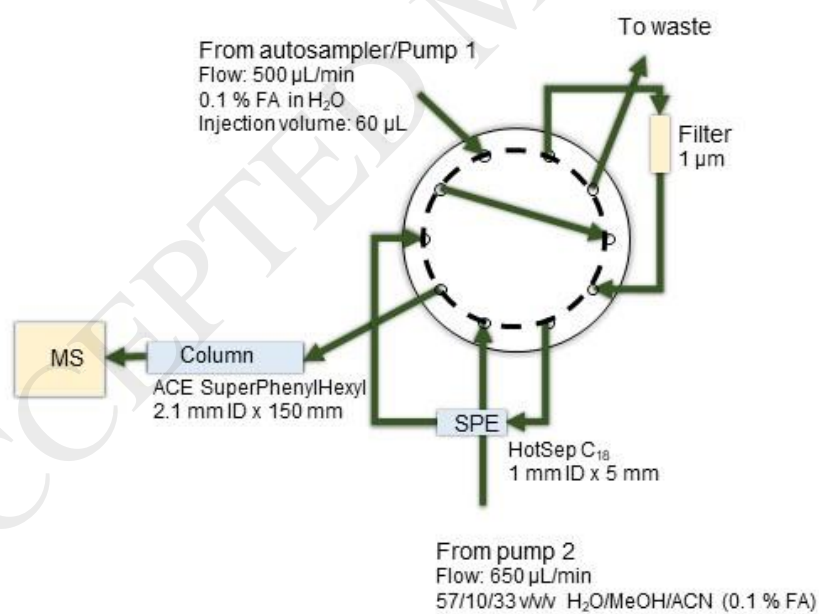 To waste
From autosampler/Pump 1
Flow: 500 µL/min
0.1 % FA in H₂O
Injection volume: 60 µL
Filter
1 µm
MS
Column
ACE SuperPhenylHexyl
2.1 mm ID x 150 mm
SPE
HotSep C₁₈
1 mm ID x 5 mm
From pump 2
Flow: 650 µL/min
57/10/33 v/v/v H₂O/MeOH/ACN (0.1 % FA)
CCEPTED M